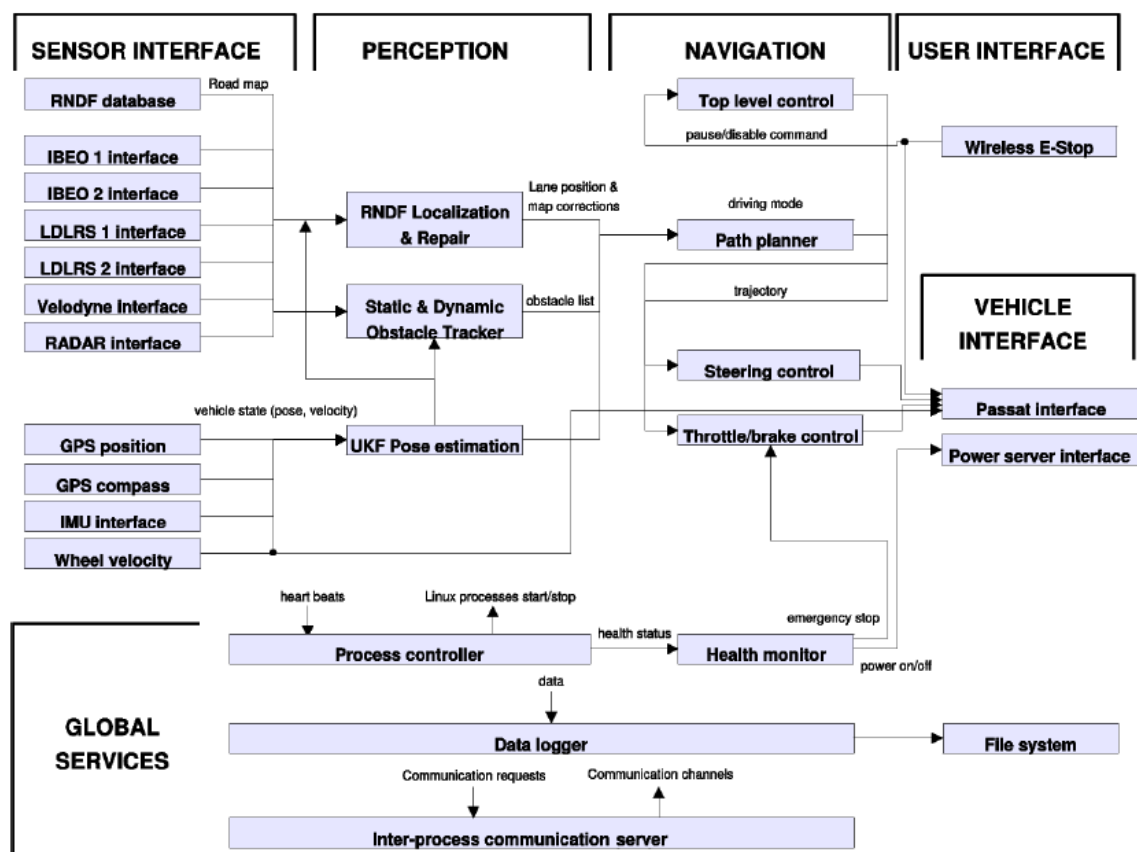 SENSOR INTERFACE
PERCEPTION
NAVIGATION
USER INTERFACE
RNDF database
Road map
Top level control
pause/disable command
Wireless E-Stop
IBEO 1 interface
IBEO 2 interface
LDLRS 1 interface
LDLRS 2 interface
Velodyne interface
RADAR interface
RNDF Localization
& Repair
Lane position &
map corrections
driving mode
Path planner
trajectory
Static & Dynamic
Obstacle Tracker
obstacle list
VEHICLE
INTERFACE
Steering control
Passat interface
Throttle/brake control
Power server interface
vehicle state (pose, velocity)
GPS position
UKF Pose estimation
GPS compass
IMU interface
Wheel velocity
heart beats
Linux processes start/stop
emergency stop
health status
Process controller
Health monitor
power on/off
GLOBAL
SERVICES
data
Data logger
File system
Communication requests
Communication channels
Inter-process communication server